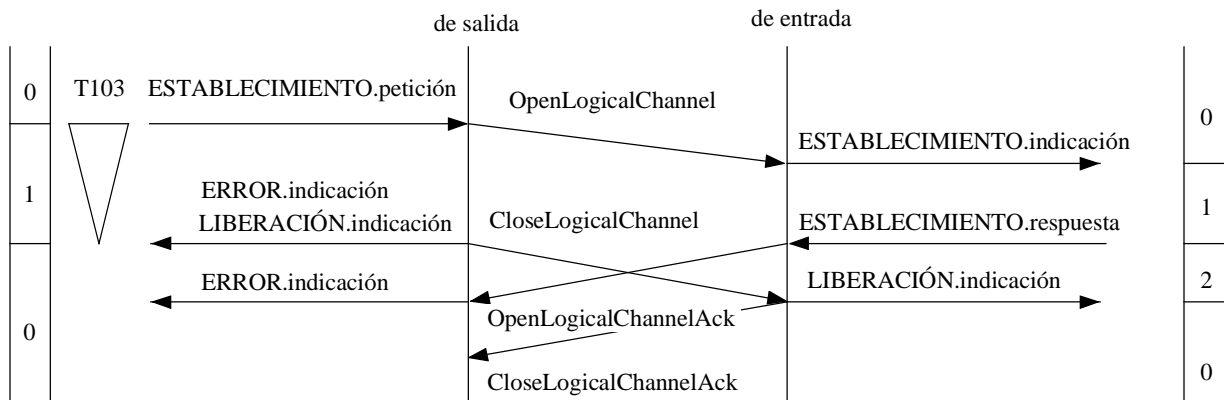 de salida
de entrada
0
T103
ESTABLECIMIENTO.petición
OpenLogicalChannel
0
ESTABLECIMIENTO.indicación
1
ERROR.indicación
LIBERACIÓN.indicación
CloseLogicalChannel
ESTABLECIMIENTO.respuesta
1
ERROR.indicación
LIBERACIÓN.indicación
2
0
OpenLogicalChannelAck
CloseLogicalChannelAck
0